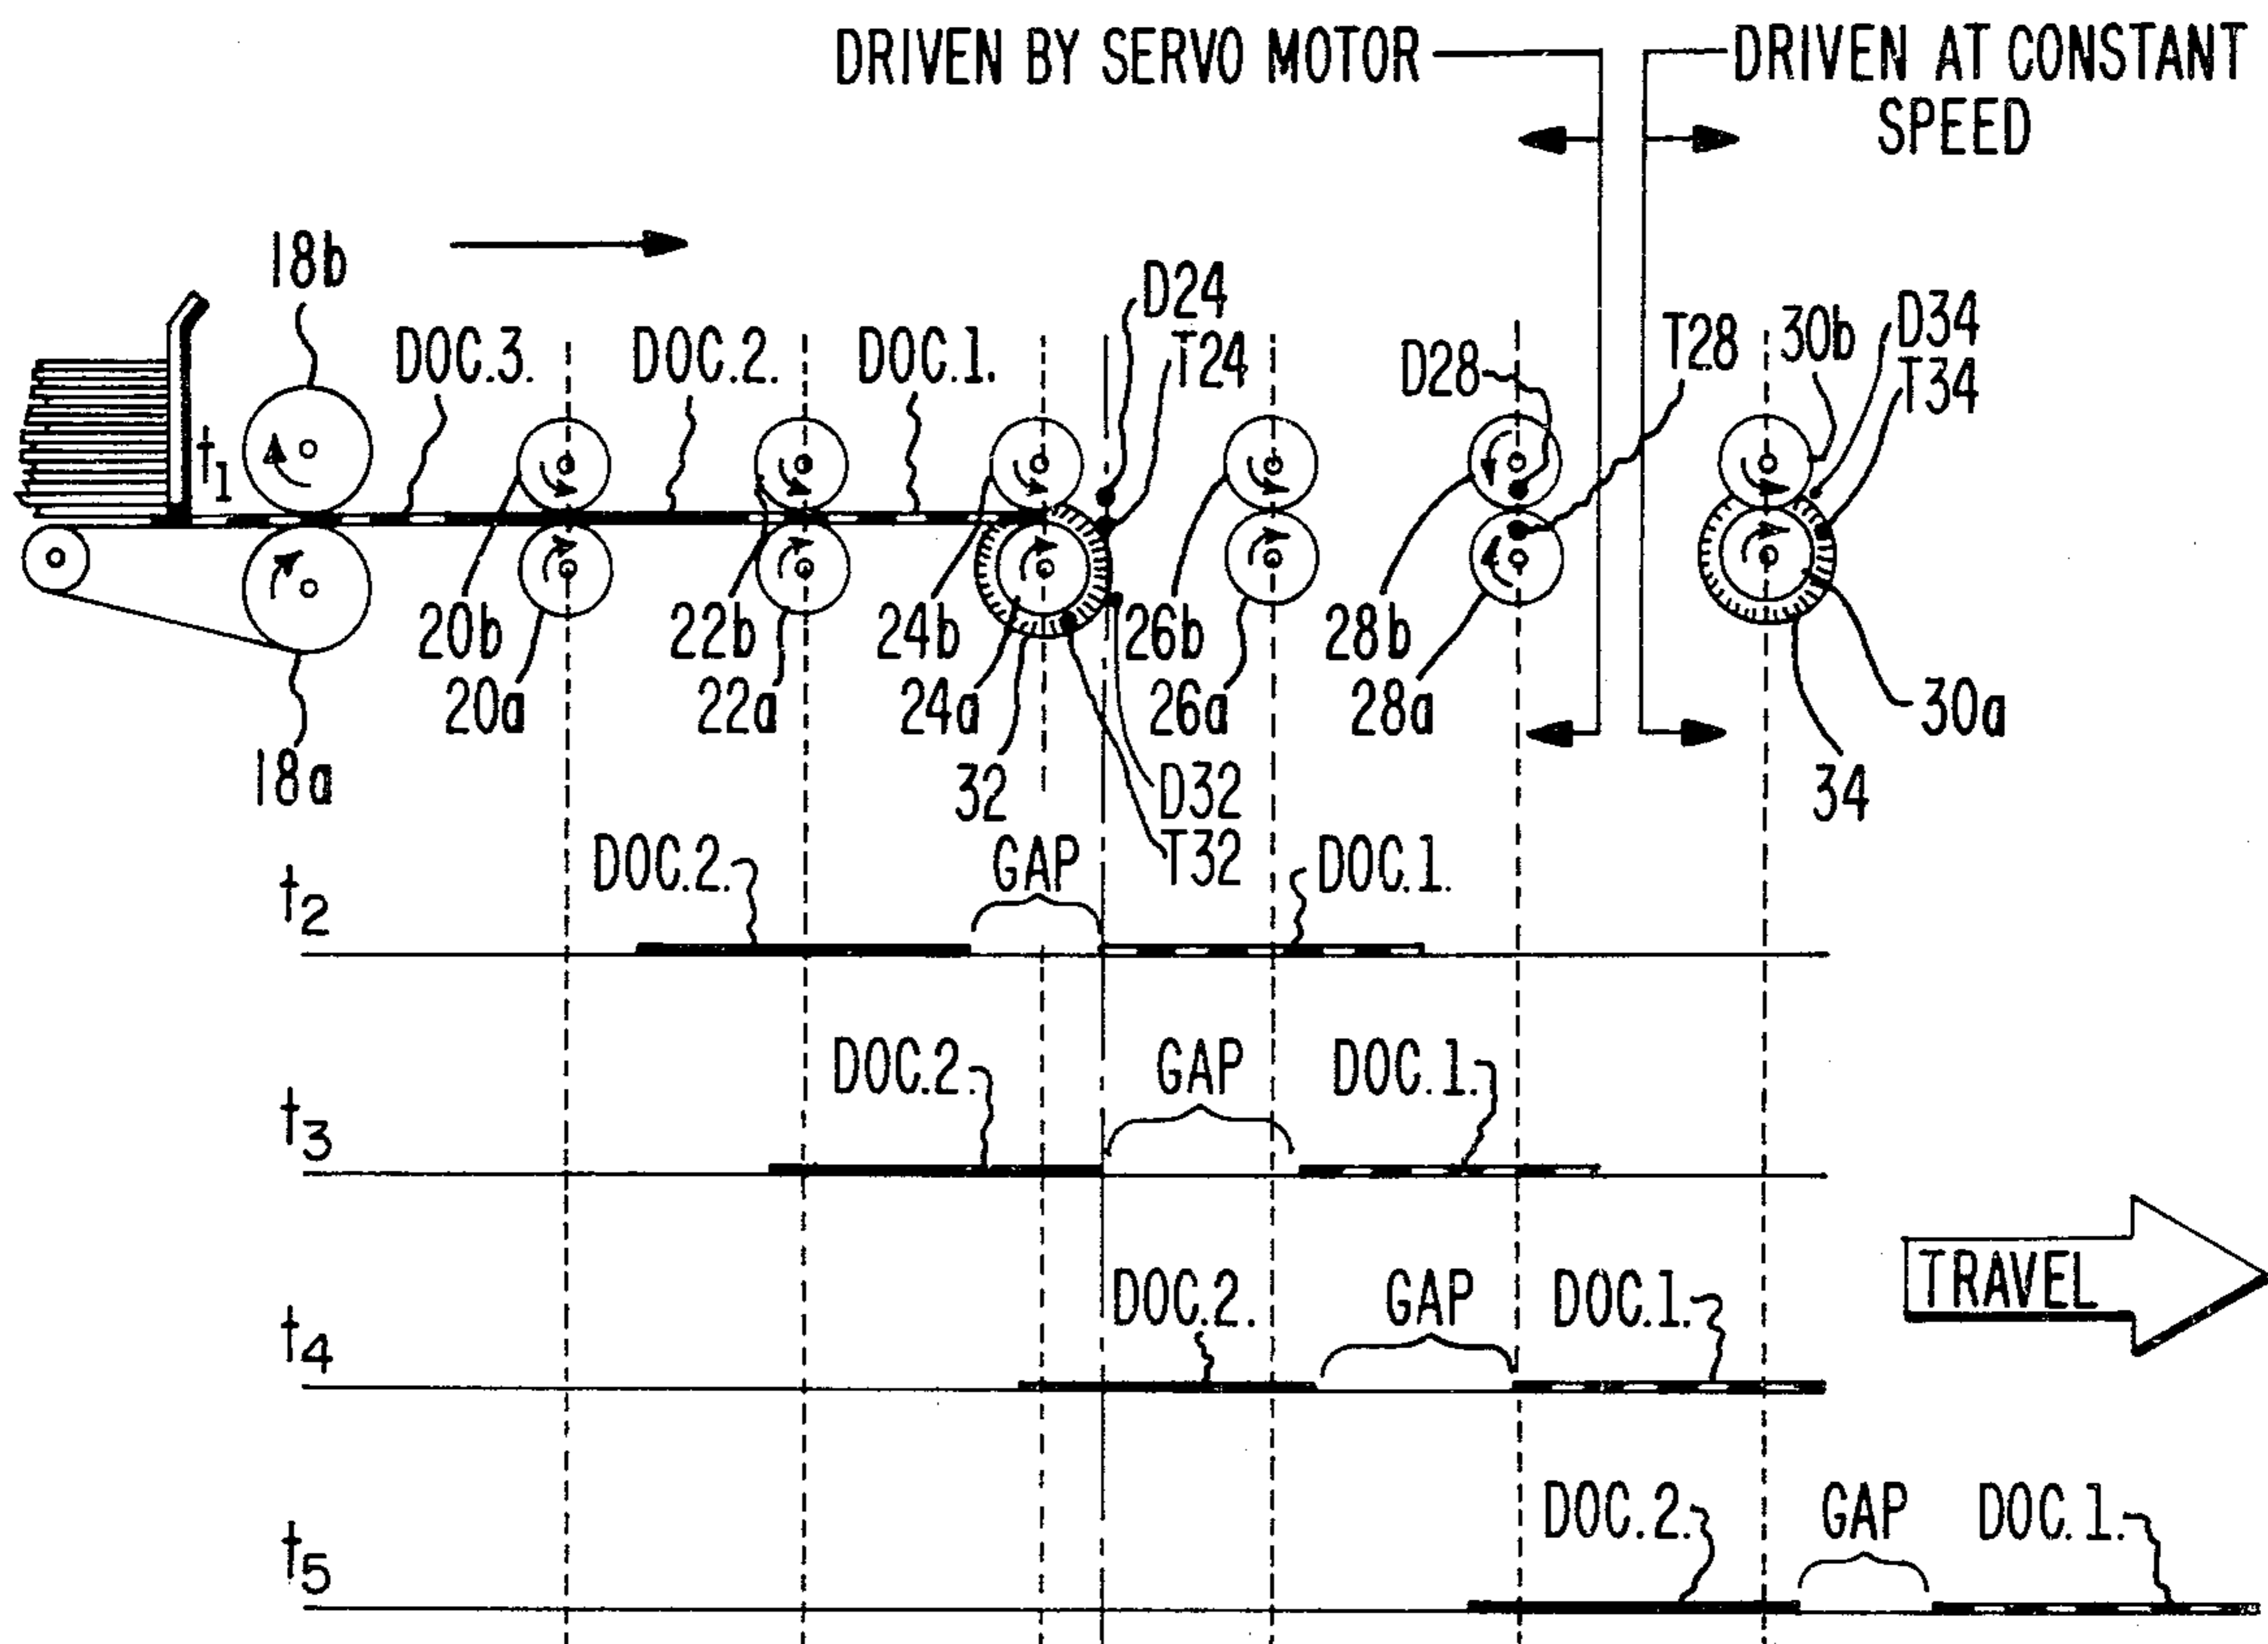 DRIVEN BY SERVO MOTOR
DRIVEN AT CONSTANT
SPEED
18b
D24
T24
DOC.3.
DOC.2.
DOC.1.
D28
T28
30b
D34
T34
t1
20b
22b
24b
26b
28b
20a
22a
24a
26a
28a
30a
18a
32
D32
T32
34
t2
DOC.2.
GAP
DOC.1.
t3
DOC.2.
GAP
DOC.1.
t4
DOC.2.
GAP
DOC.1.
TRAVEL
t5
DOC.2.
GAP
DOC.1.